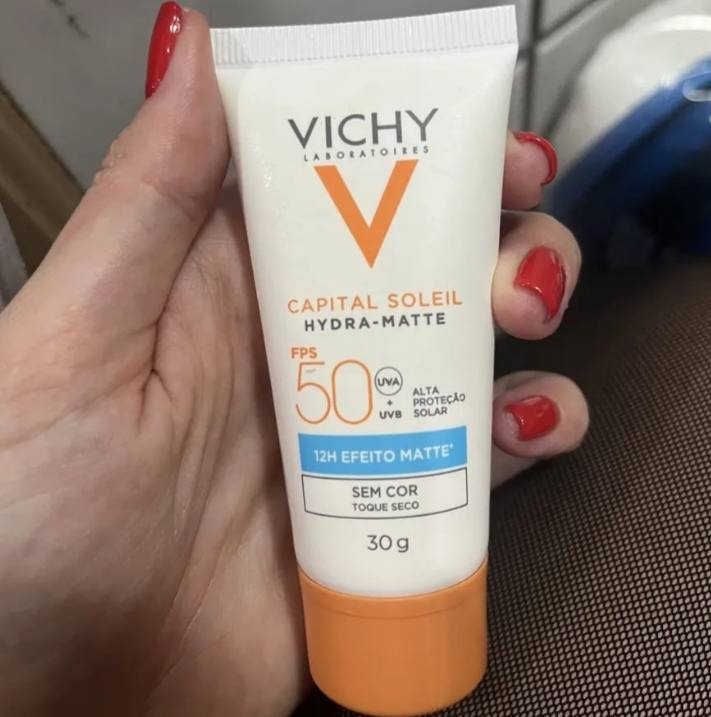 VICHY
LABORATOIRES
CAPITAL SOLEIL
HYDRA-MATTE
FPS
50
UVA
+
UVB
ALTA
PROTEÇÃO
SOLAR
12H EFEITO MATTE*
SEM COR
TOQUE SECO
30 g